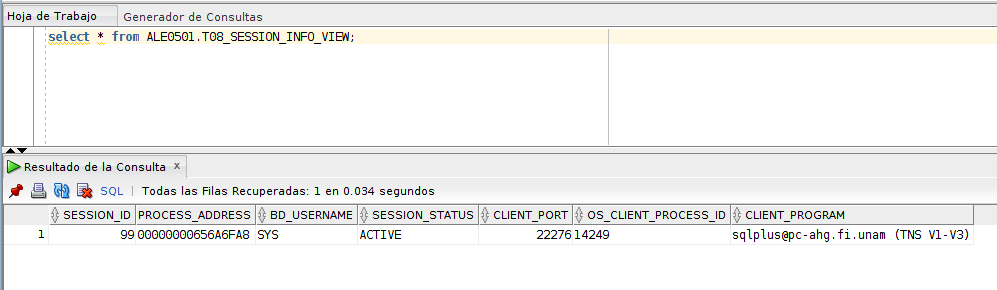 Hoja de Trabajo Generador de Consultas
select * from ALE0501.T08_SESSION_INFO_VIEW;
Resultado de la Consulta x
SQL | Todas las Filas Recuperadas: 1 en 0.034 segundos
SESSION_ID PROCESS_ADDRESS BD_USERNAME SESSION_STATUS CLIENT_PORT OS_CLIENT_PROCESS_ID CLIENT_PROGRAM
1 99 00000000656A6FA8 SYS ACTIVE 22276 14249 sqlplus@pc-ahg.fi.unam (TNS V1-V3)